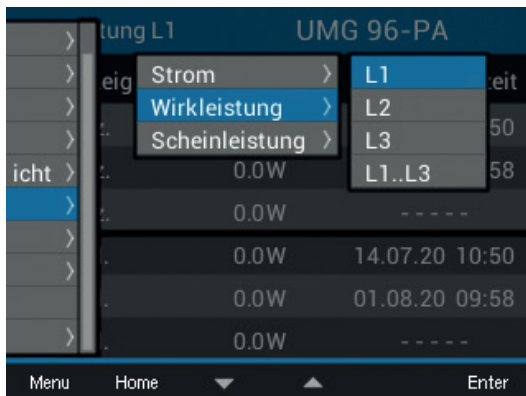 tung L1 UMG 96-PA
eig Strom > L1 eit
Wirkleistung > L2 50
z. Scheinleistung > L3
icht > z. 0.0W L1..L3 58
z. 0.0W - - - - -
. 0.0W 14.07.20 10:50
. 0.0W 01.08.20 09:58
. 0.0W - - - - -
Menu Home Enter